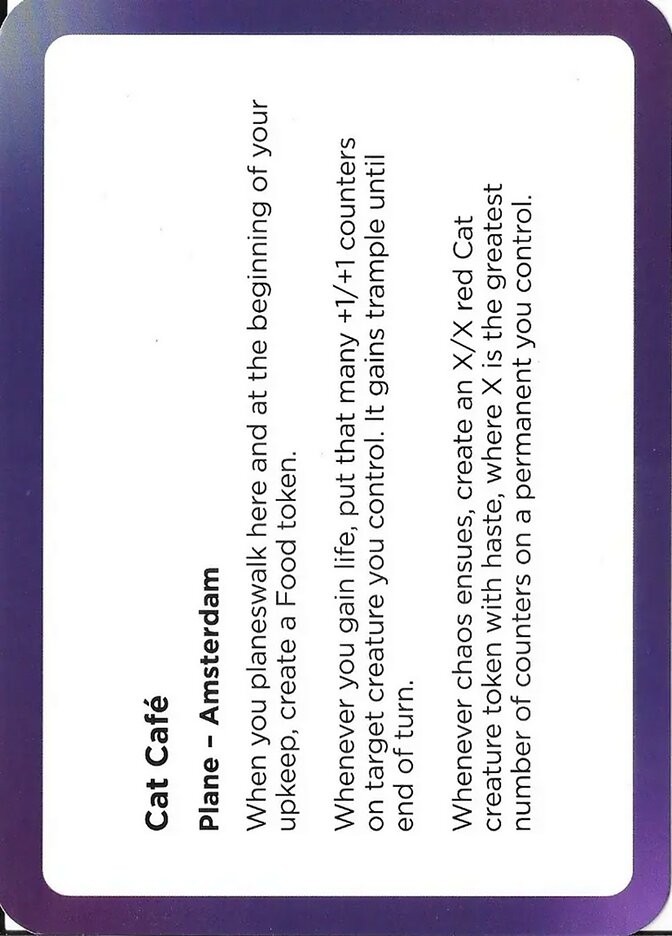 Cat Café
Plane – Amsterdam
When you planeswalk here and at the beginning of your
upkeep, create a Food token.
Whenever you gain life, put that many +1/+1 counters
on target creature you control. It gains trample until
end of turn.
Whenever chaos ensues, create an X/X red Cat
creature token with haste, where X is the greatest
number of counters on a permanent you control.